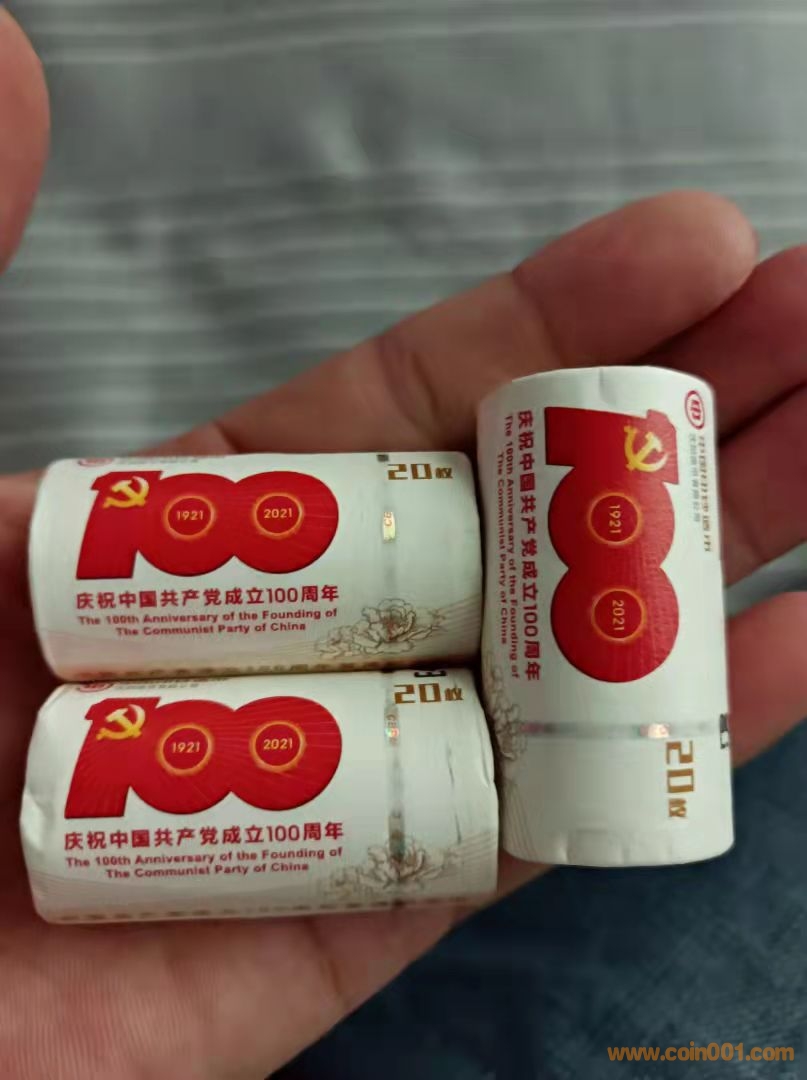 100
1921
2021
20枚
庆祝中国共产党成立100周年
The 100th Anniversary of the Founding of
The Communist Party of China
100
1921
2021
20枚
庆祝中国共产党成立100周年
The 100th Anniversary of the Founding of
The Communist Party of China
100
1921
2021
庆祝中国共产党成立100周年
The 100th Anniversary of the Founding of
The Communist Party of China
20枚
www.coin001.com